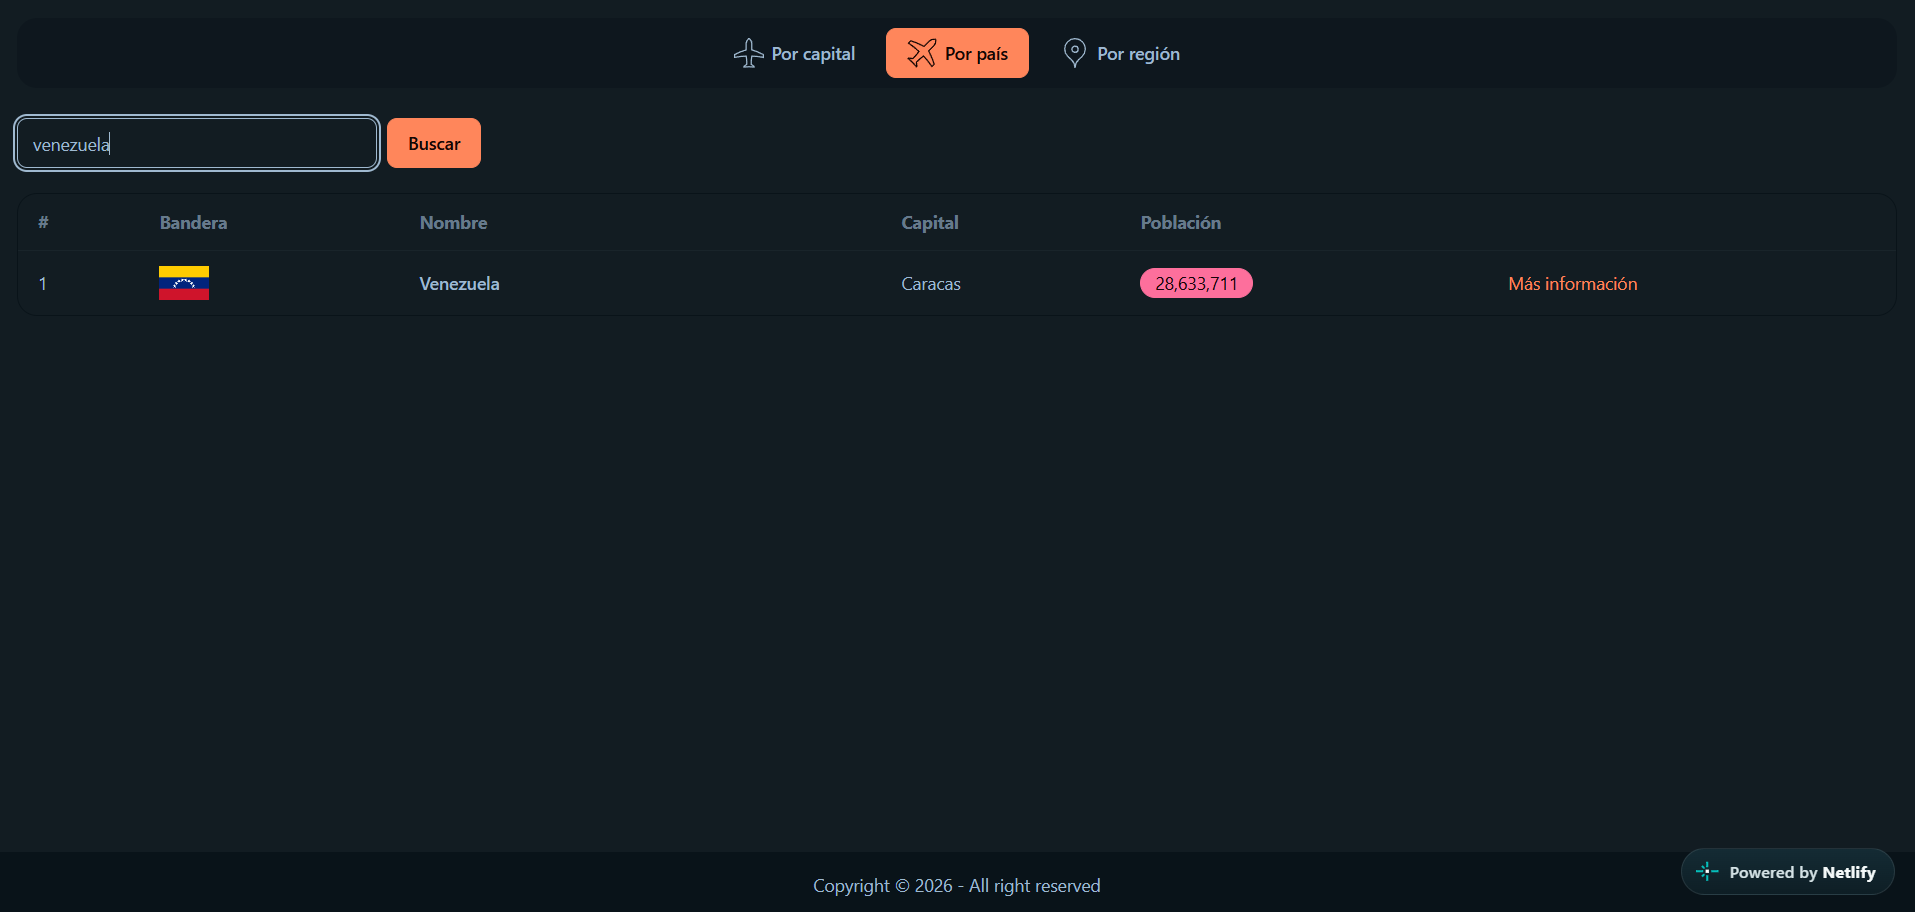 Por capital Por país Por región
venezuela Buscar
# Bandera Nombre Capital Población
1 Venezuela Caracas 28,633,711 Más información
Copyright © 2026 - All right reserved
Powered by Netlify